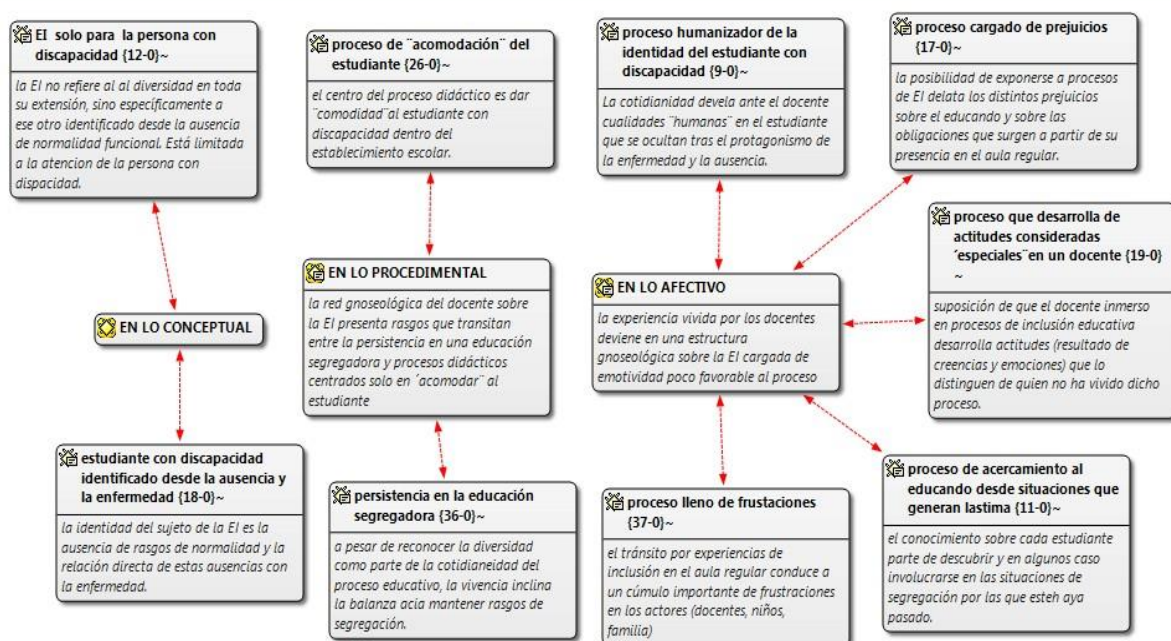 EI solo para la persona con
discapacidad {12-0}~
la EI no refiere al al diversidad en toda
su extensión, sino específicamente a
ese otro identificado desde la ausencia
de normalidad funcional. Está limitada
a la atencion de la persona con
dispacidad.
proceso de ¨acomodación¨ del
estudiante {26-0}~
el centro del proceso didáctico es dar
¨comodidad¨al estudiante con
discapacidad dentro del
establecimiento escolar.
proceso humanizador de la
identidad del estudiante con
discapacidad {9-0}~
La cotidianidad devela ante el docente
cualidades ¨humanas¨ en el estudiante
que se ocultan tras el protagonismo de
la enfermedad y la ausencia.
proceso cargado de prejuicios
{17-0}~
la posibilidad de exponerse a procesos
de EI delata los distintos prejuicios
sobre el educando y sobre las
obligaciones que surgen a partir de su
presencia en el aula regular.
EN LO CONCEPTUAL
EN LO PROCEDIMENTAL
la red gnoseológica del docente sobre
la EI presenta rasgos que transitan
entre la persistencia en una educación
segregadora y procesos didácticos
centrados solo en ´acomodar¨ al
estudiante
EN LO AFECTIVO
la experiencia vivida por los docentes
deviene en una estructura
gnoseológica sobre la EI cargada de
emotividad poco favorable al proceso
proceso que desarrolla de
actitudes consideradas
´especiales¨en un docente {19-0}
~
suposición de que el docente inmerso
en procesos de inclusión educativa
desarrolla actitudes (resultado de
creencias y emociones) que lo
distinguen de quien no ha vivido dicho
proceso.
estudiante con discapacidad
identificado desde la ausencia y
la enfermedad {18-0}~
la identidad del sujeto de la EI es la
ausencia de rasgos de normalidad y la
relación directa de estas ausencias con
la enfermedad.
persistencia en la educación
segregadora {36-0}~
a pesar de reconocer la diversidad
como parte de la cotidianeidad del
proceso educativo, la vivencia inclina
la balanza acia mantener rasgos de
segregación.
proceso lleno de frustaciones
{37-0}~
el tránsito por experiencias de
inclusión en el aula regular conduce a
un cúmulo importante de frustraciones
en los actores (docentes, niños,
familia)
proceso de acercamiento al
educando desde situaciones que
generan lastima {11-0}~
el conocimiento sobre cada estudiante
parte de descubrir y en algunos caso
involucrarse en las situaciones de
segregación por las que esteh aya
pasado.